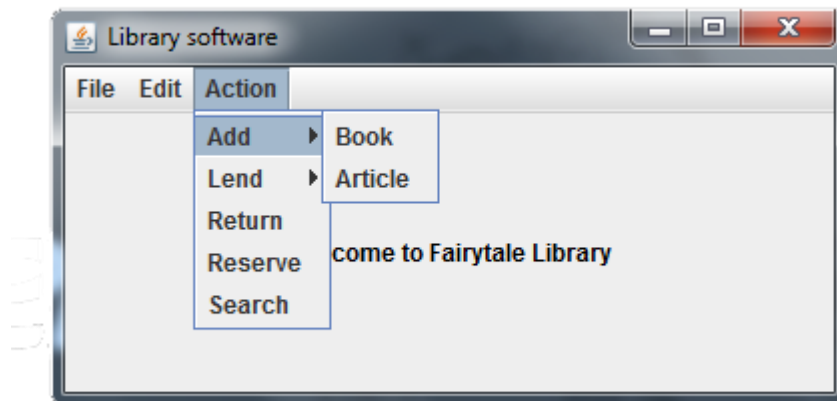 Library software
File Edit Action
Add Book
Lend Article
Return
Reserve come to Fairytale Library
Search